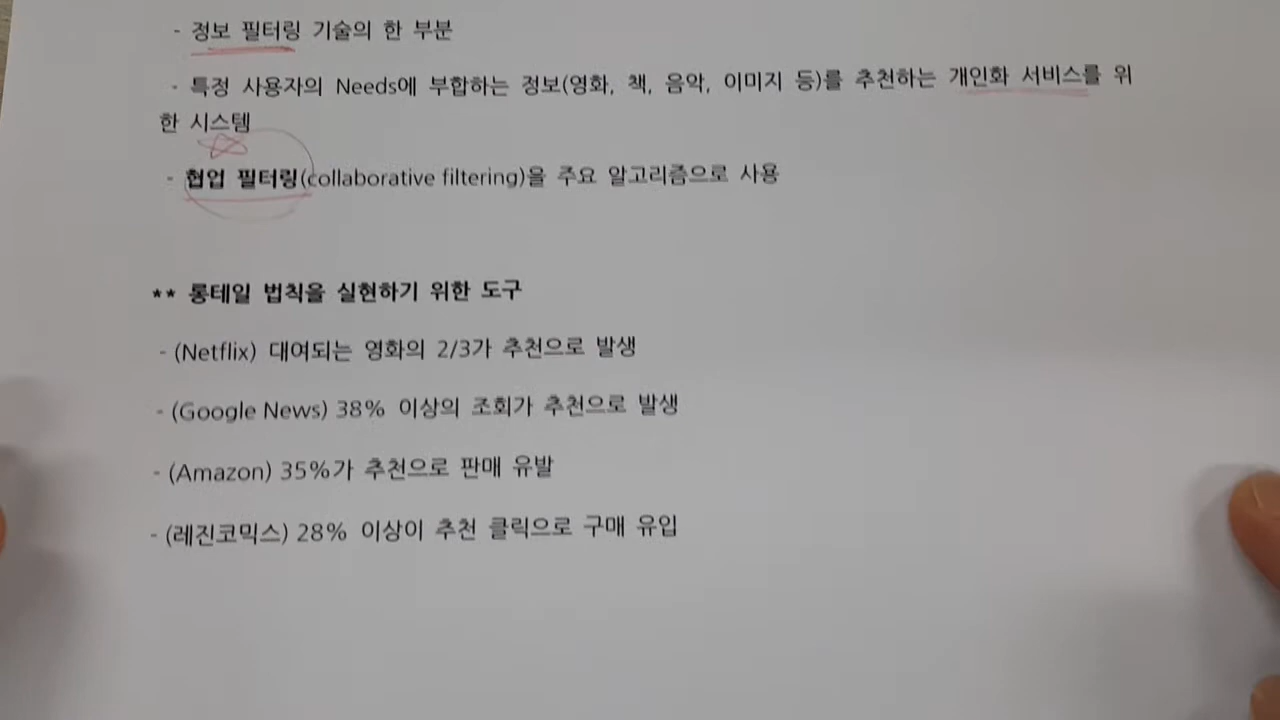 - 정보 필터링 기술의 한 부분
- 특정 사용자의 Needs에 부합하는 정보(영화, 책, 음악, 이미지 등)를 추천하는 개인화 서비스를 위
한 시스템
- 협업 필터링(collaborative filtering)을 주요 알고리즘으로 사용
** 롱테일 법칙을 실현하기 위한 도구
- (Netflix) 대여되는 영화의 2/3가 추천으로 발생
- (Google News) 38% 이상의 조회가 추천으로 발생
- (Amazon) 35%가 추천으로 판매 유발
- (레진코믹스) 28% 이상이 추천 클릭으로 구매 유입